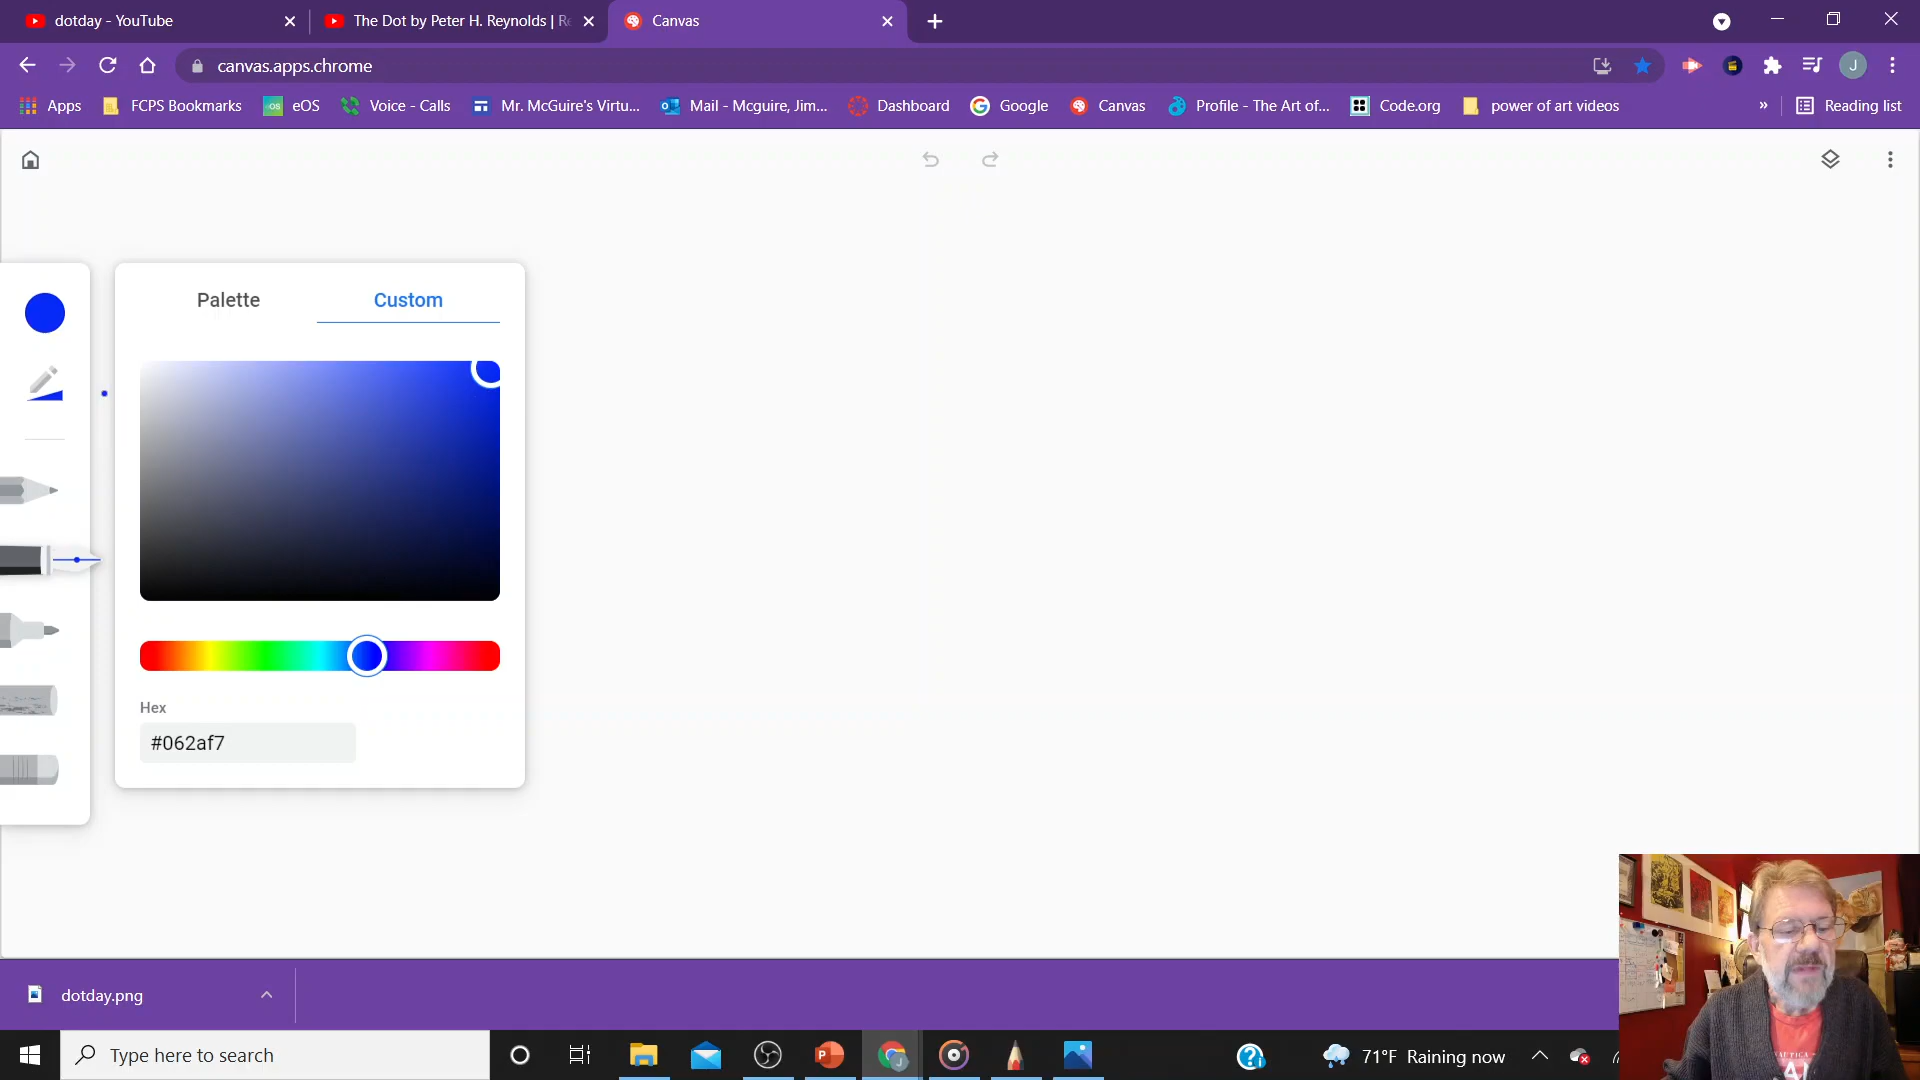 dotday - YouTube
The Dot by Peter H. Reynolds | Re
Canvas
canvas.apps.chrome
J
Apps
FCPS Bookmarks
eOS
Voice - Calls
Mr. McGuire's Virtu...
Mail - Mcguire, Jim...
Dashboard
Google
Canvas
Profile - The Art of...
Code.org
power of art videos
»
Reading list
Palette
Custom
Hex
#062af7
dotday.png
Type here to search
71°F Raining now